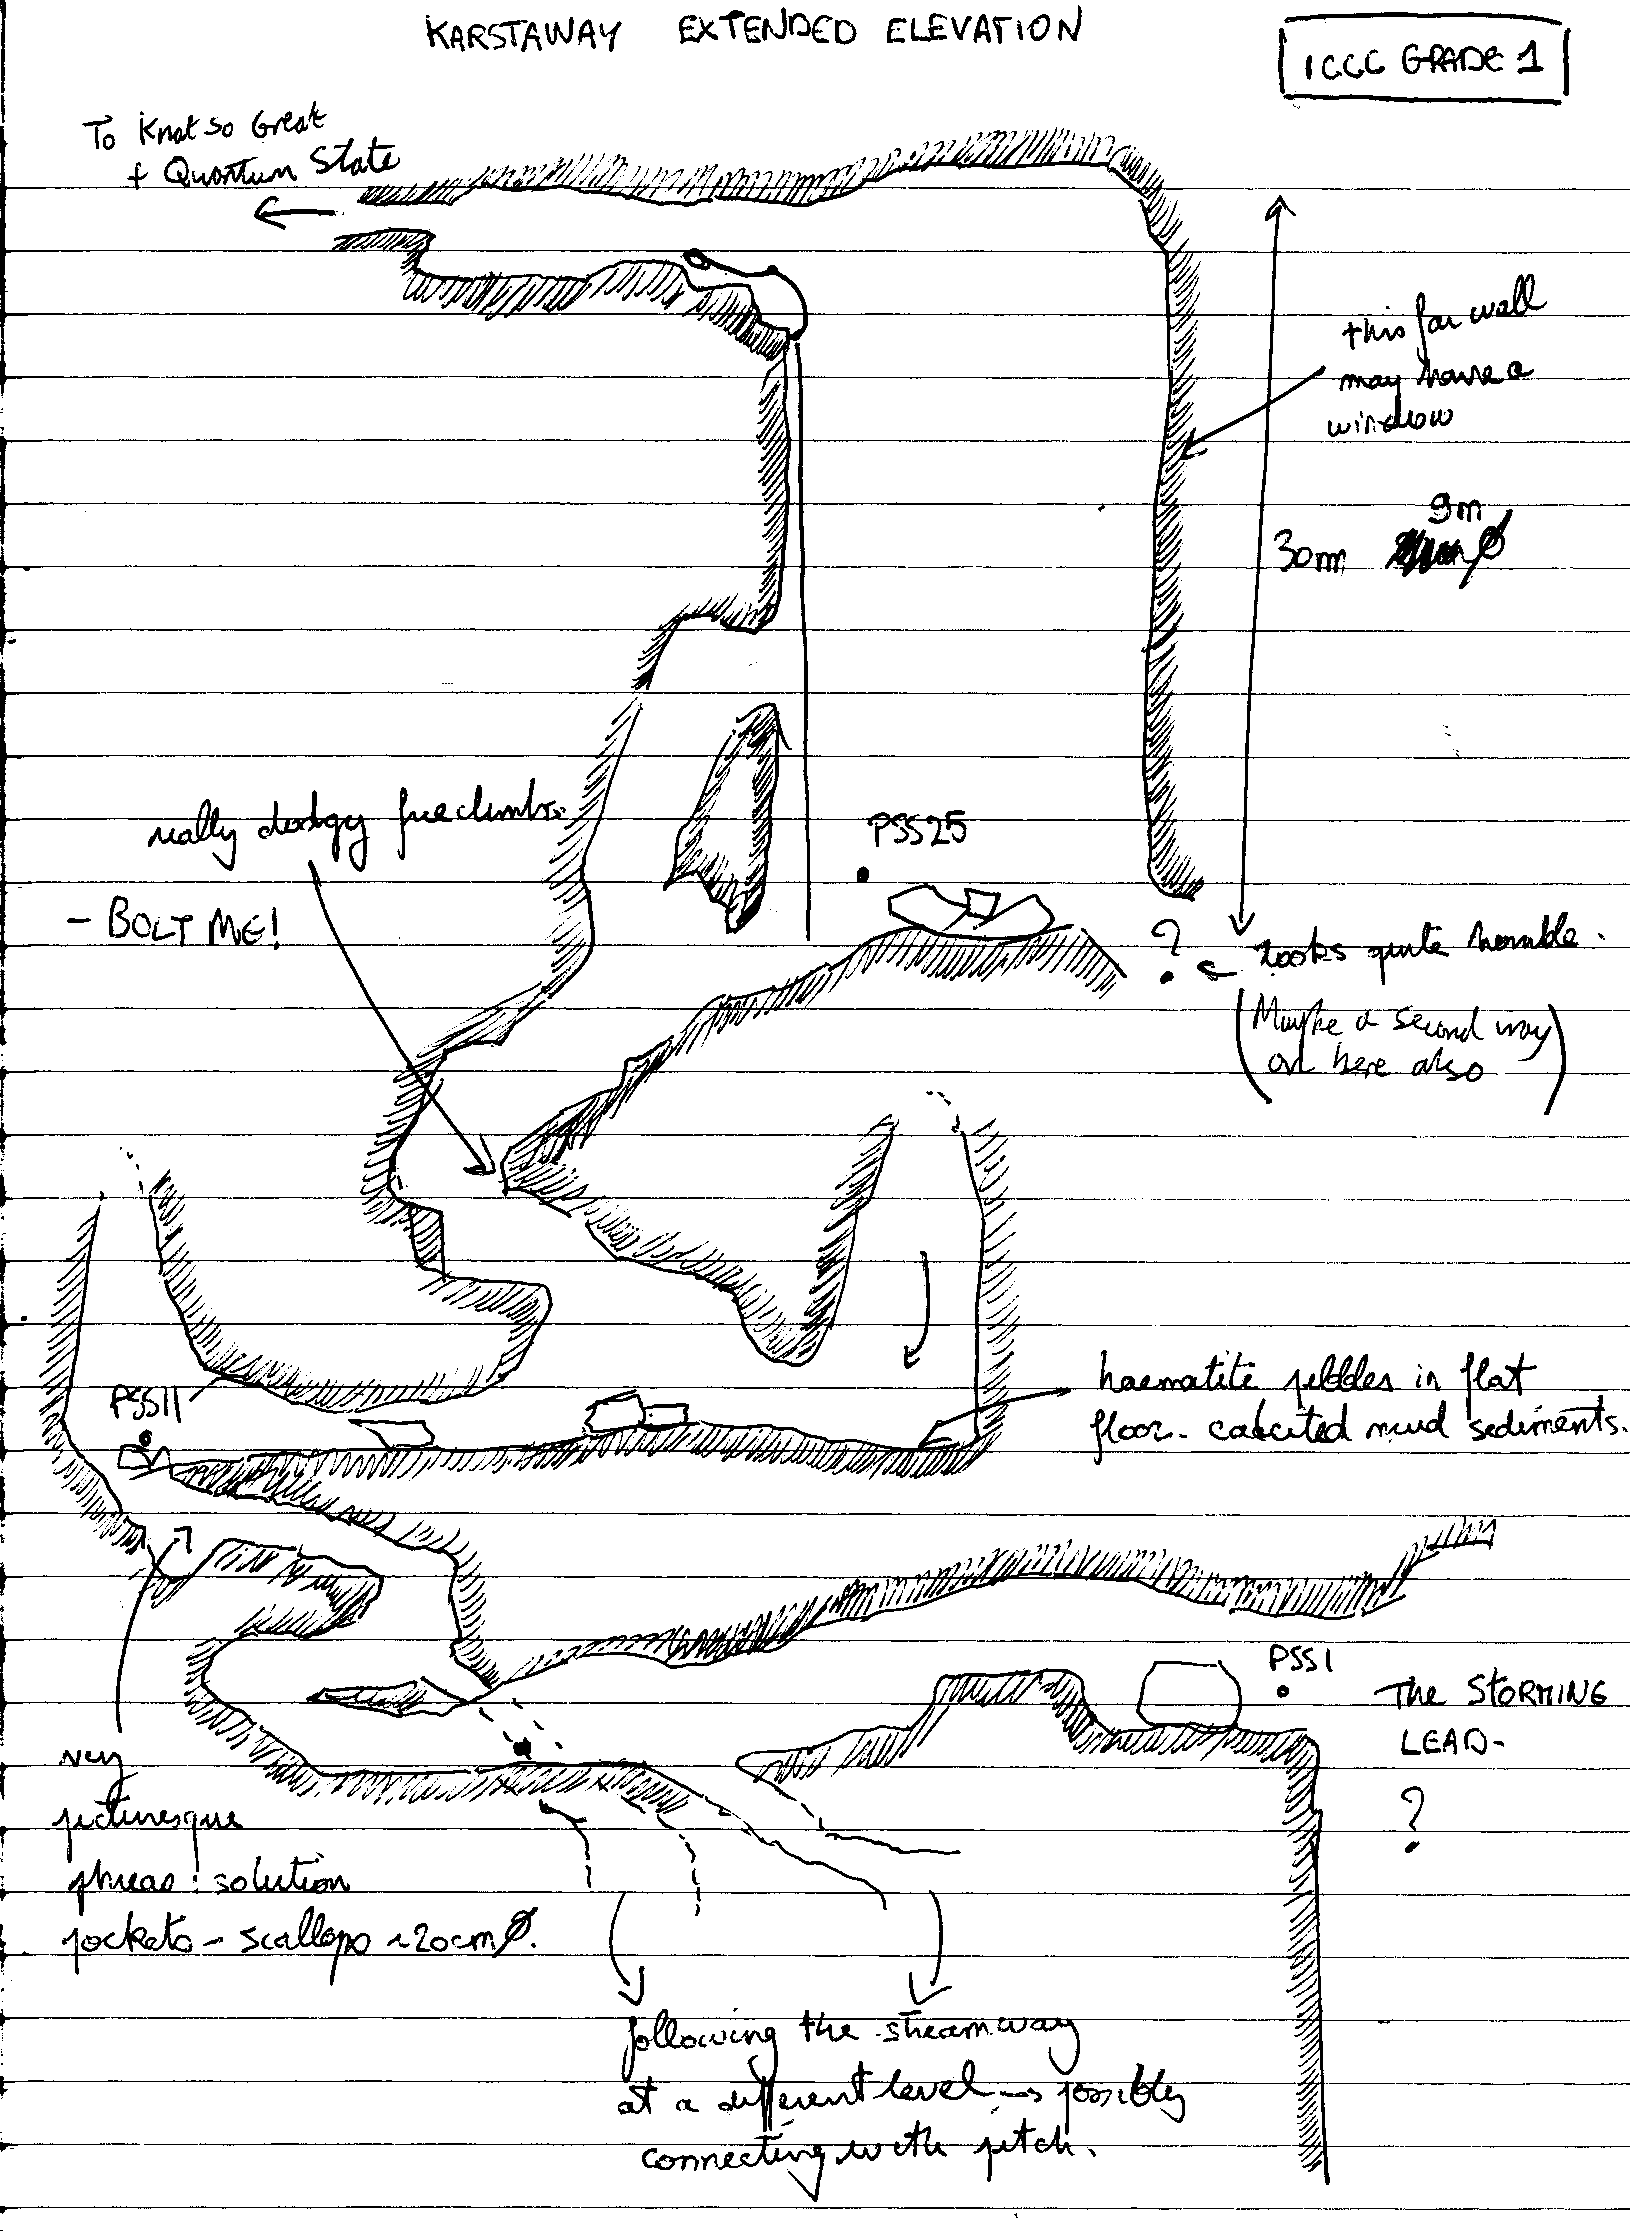 KARSTAWAY EXTENDED ELEVATION
ICCC GRADE 1
To Knot so Great
+ Quantum State
this far wall
may have a
window
9m
30m Ø
really dodgy freeclimbs
- BOLT ME!
PSS25
?
Looks quite horrible.
(Maybe a second way
on here also)
PSS11
haematite pebbles in flat
floor. calcited mud sediments.
PSS1
The STORMING
LEAD-
?
very
picturesque
phreas: solution
pockets - scallops ~20cm Ø.
following the streamway
at a different level → possibly
connecting with pitch.